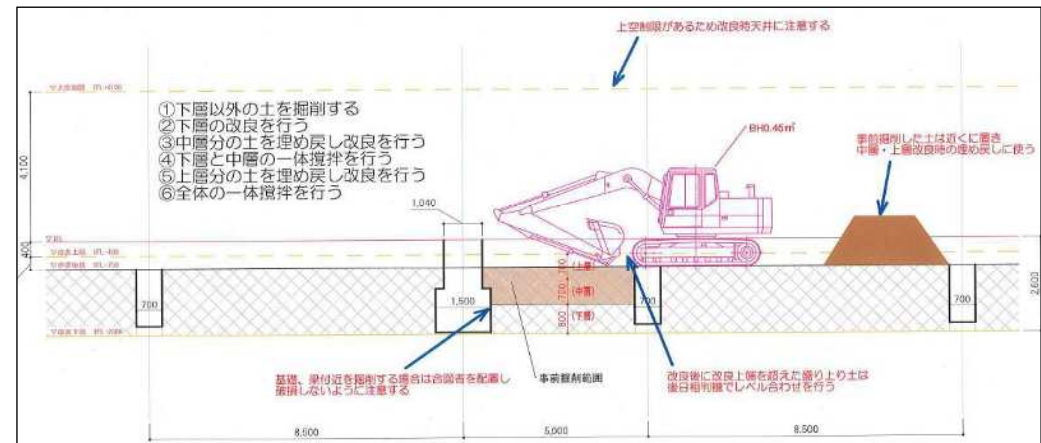 上空制限があるため改良時天井に注意する
①下層以外の土を掘削する
②下層の改良を行う
③中層分の土を埋め戻し改良を行う
④下層と中層の一体撹拌を行う
⑤上層分の土を埋め戻し改良を行う
⑥全体の一体撹拌を行う
BH0.45㎥
事前掘削した土は近くに置き
中層・上層改良時の埋め戻しに使う
4,100
1,040
400
(上層)
700
(中層)
800
(下層)
700
1,500
700
700
2,600
基礎、梁付近を掘削する場合は合図者を配置し
破損しないように注意する
事前掘削範囲
改良後に改良上端を超えた盛り上り土は
後日相判機でレベル合わせを行う
8,500
5,000
8,500